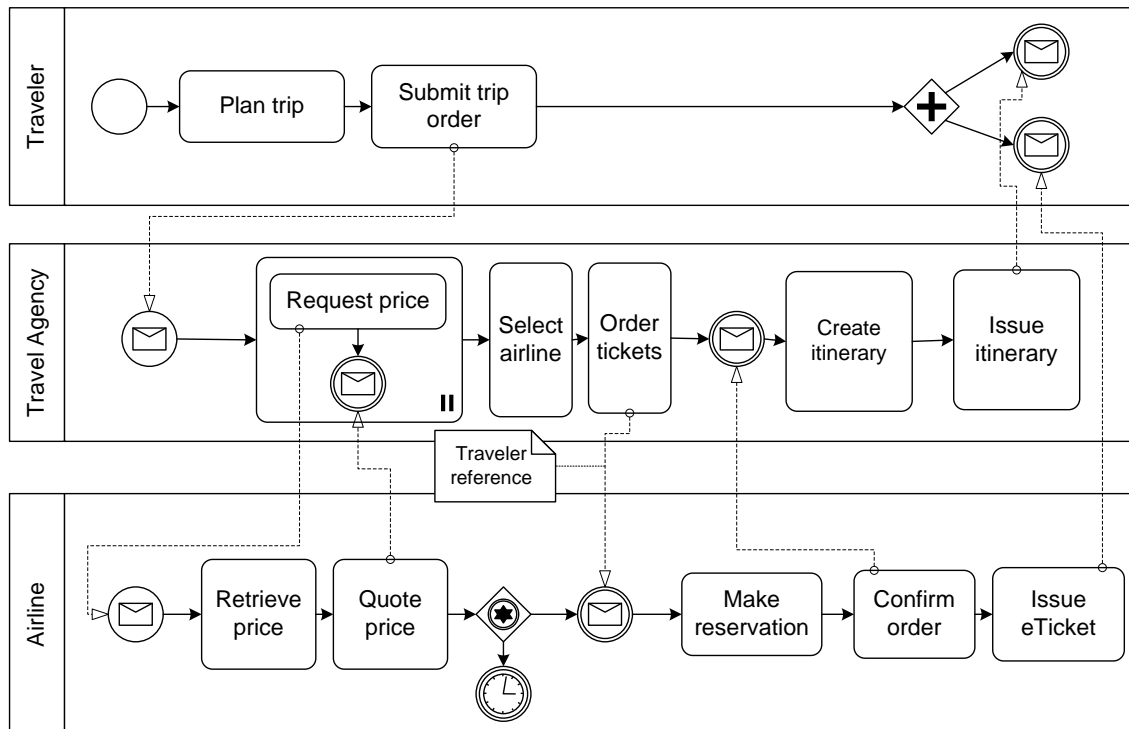 Traveler
Plan trip
Submit trip
order
Travel Agency
Request price
Select
airline
Order
tickets
Create
itinerary
Issue
itinerary
Traveler
reference
Airline
Retrieve
price
Quote
price
Make
reservation
Confirm
order
Issue
eTicket